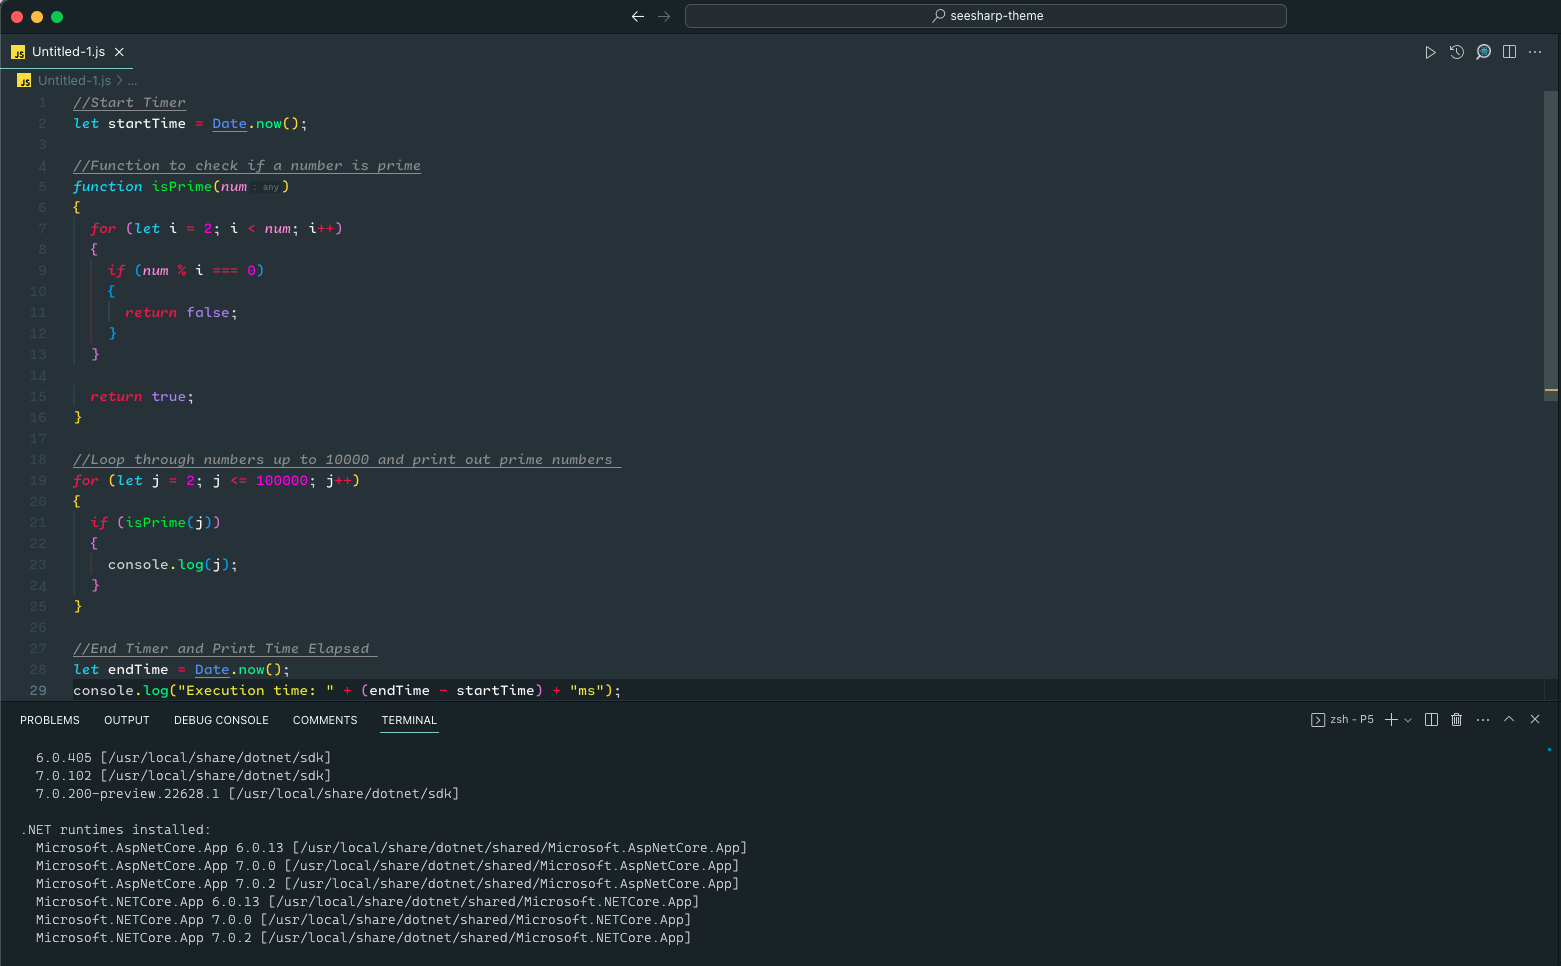 seesharp-theme
JS Untitled-1.js
JS Untitled-1.js > ...
1 //Start Timer
2 let startTime = Date.now();
3
4 //Function to check if a number is prime
5 function isPrime(num: any)
6 {
7 for (let i = 2; i < num; i++)
8 {
9 if (num % i === 0)
10 {
11 return false;
12 }
13 }
14
15 return true;
16 }
17
18 //Loop through numbers up to 10000 and print out prime numbers
19 for (let j = 2; j <= 100000; j++)
20 {
21 if (isPrime(j))
22 {
23 console.log(j);
24 }
25 }
26
27 //End Timer and Print Time Elapsed
28 let endTime = Date.now();
29 console.log("Execution time: " + (endTime - startTime) + "ms");
PROBLEMS OUTPUT DEBUG CONSOLE COMMENTS TERMINAL zsh - P5
6.0.405 [/usr/local/share/dotnet/sdk]
7.0.102 [/usr/local/share/dotnet/sdk]
7.0.200-preview.22628.1 [/usr/local/share/dotnet/sdk]
.NET runtimes installed:
Microsoft.AspNetCore.App 6.0.13 [/usr/local/share/dotnet/shared/Microsoft.AspNetCore.App]
Microsoft.AspNetCore.App 7.0.0 [/usr/local/share/dotnet/shared/Microsoft.AspNetCore.App]
Microsoft.AspNetCore.App 7.0.2 [/usr/local/share/dotnet/shared/Microsoft.AspNetCore.App]
Microsoft.NETCore.App 6.0.13 [/usr/local/share/dotnet/shared/Microsoft.NETCore.App]
Microsoft.NETCore.App 7.0.0 [/usr/local/share/dotnet/shared/Microsoft.NETCore.App]
Microsoft.NETCore.App 7.0.2 [/usr/local/share/dotnet/shared/Microsoft.NETCore.App]